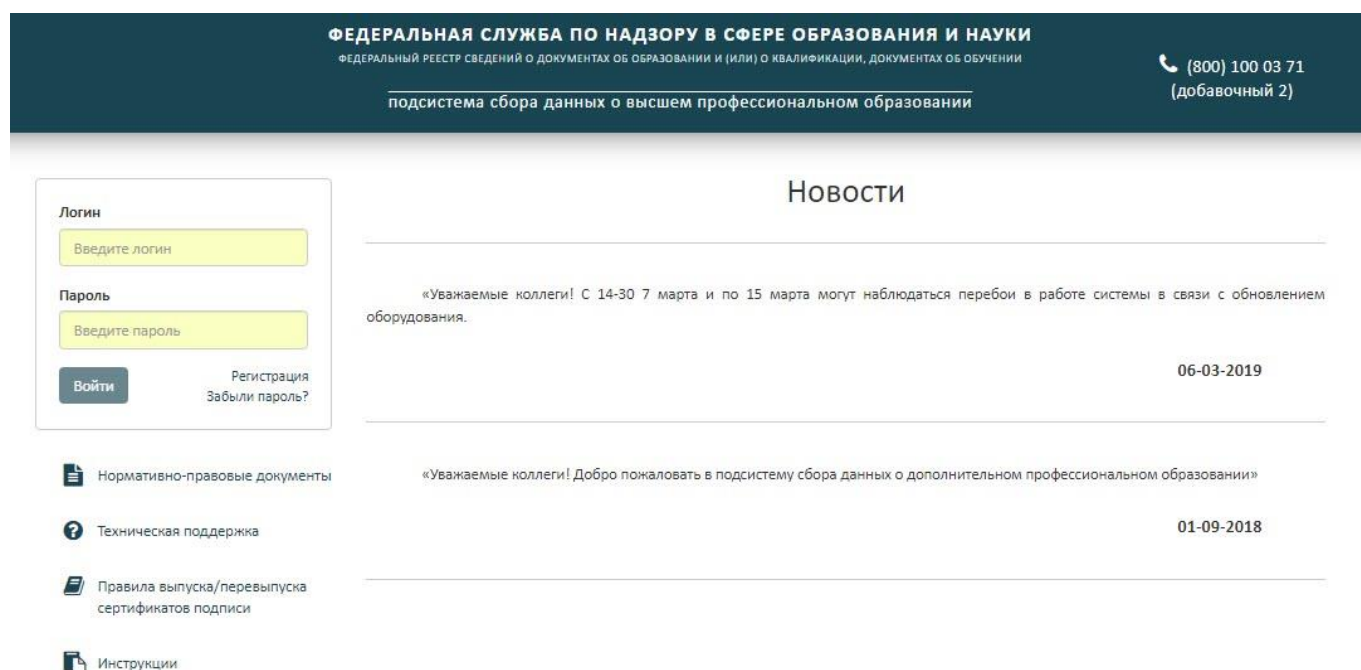 ФЕДЕРАЛЬНАЯ СЛУЖБА ПО НАДЗОРУ В СФЕРЕ ОБРАЗОВАНИЯ И НАУКИ
ФЕДЕРАЛЬНЫЙ РЕЕСТР СВЕДЕНИЙ О ДОКУМЕНТАХ ОБ ОБРАЗОВАНИИ И (ИЛИ) О КВАЛИФИКАЦИИ, ДОКУМЕНТАХ ОБ ОБУЧЕНИИ
подсистема сбора данных о высшем профессиональном образовании
(800) 100 03 71
(добавочный 2)
Логин
Введите логин
Пароль
Введите пароль
Войти
Регистрация
Забыли пароль?
Нормативно-правовые документы
Техническая поддержка
Правила выпуска/перевыпуска
сертификатов подписи
Инструкции
Новости
«Уважаемые коллеги! С 14-30 7 марта и по 15 марта могут наблюдаться перебои в работе системы в связи с обновлением
оборудования.
06-03-2019
«Уважаемые коллеги! Добро пожаловать в подсистему сбора данных о дополнительном профессиональном образовании»
01-09-2018